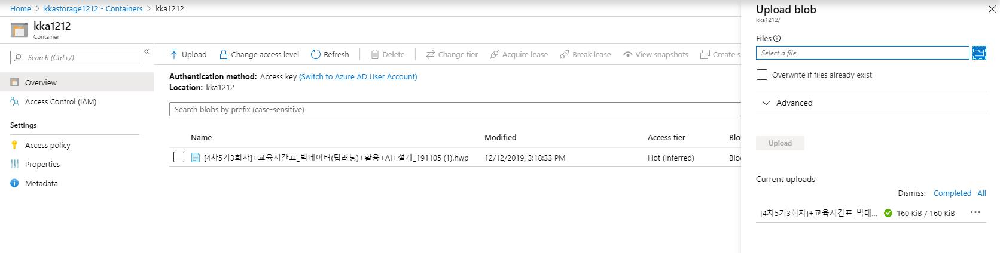 Home > kkastorage1212 - Containers > kka1212
kka1212
Container
Search (Ctrl+/)
«
Overview
Access Control (IAM)
Settings
Access policy
Properties
Metadata
Upload Change access level Refresh Delete Change tier Acquire lease Break lease View snapshots Create s
Authentication method: Access key (Switch to Azure AD User Account)
Location: kka1212
Search blobs by prefix (case-sensitive)
Name Modified Access tier Blo
[4차5기3회차]+교육시간표_빅데이터(딥러닝)+활용+AI+설계_191105 (1).hwp 12/12/2019, 3:18:33 PM Hot (Inferred) Bloc
Upload blob
kka1212/
Files
Select a file
Overwrite if files already exist
Advanced
Upload
Current uploads
Dismiss: Completed All
[4차5기3회차]+교육시간표_빅데... 160 KiB / 160 KiB ...